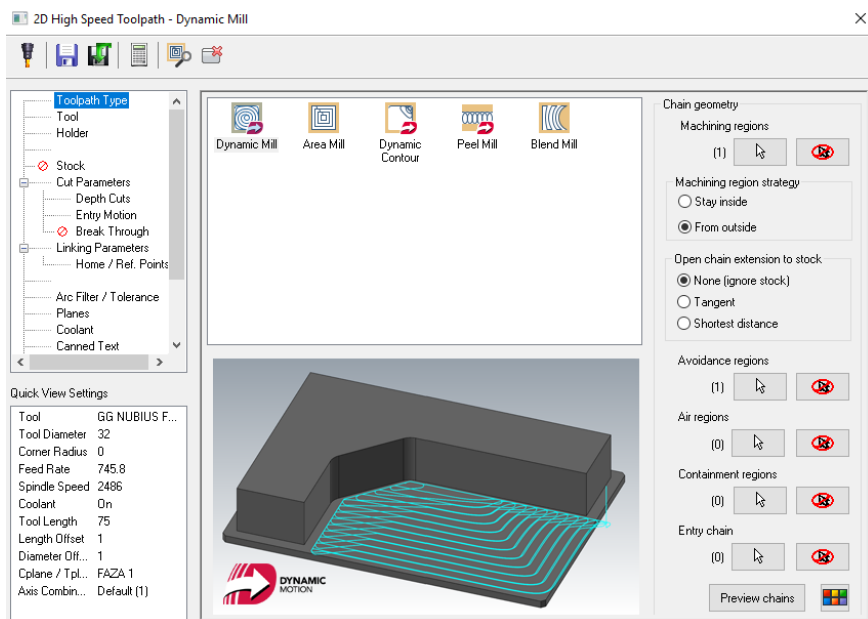 2D High Speed Toolpath - Dynamic Mill
Toolpath Type
Tool
Holder
Stock
Cut Parameters
Depth Cuts
Entry Motion
Break Through
Linking Parameters
Home / Ref. Points
Arc Filter / Tolerance
Planes
Coolant
Canned Text
Quick View Settings
Tool GG NUBIUS F...
Tool Diameter 32
Corner Radius 0
Feed Rate 745.8
Spindle Speed 2486
Coolant On
Tool Length 75
Length Offset 1
Diameter Off... 1
Cplane / Tpl... FAZA 1
Axis Combin... Default (1)
Dynamic Mill
Area Mill
Dynamic
Contour
Peel Mill
Blend Mill
DYNAMIC
MOTION
Chain geometry
Machining regions
(1)
Machining region strategy
Stay inside
From outside
Open chain extension to stock
None (ignore stock)
Tangent
Shortest distance
Avoidance regions
(1)
Air regions
(0)
Containment regions
(0)
Entry chain
(0)
Preview chains